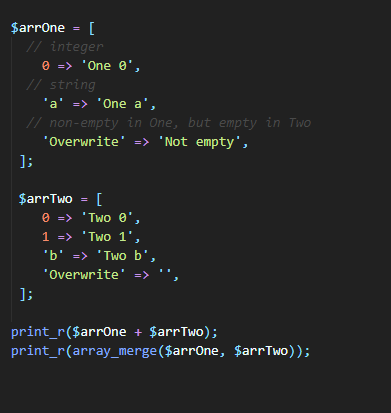 $arrOne = [
// integer
0 => 'One 0',
// string
'a' => 'One a',
// non-empty in One, but empty in Two
'Overwrite' => 'Not empty',
];
$arrTwo = [
0 => 'Two 0',
1 => 'Two 1',
'b' => 'Two b',
'Overwrite' => '',
];
print_r($arrOne + $arrTwo);
print_r(array_merge($arrOne, $arrTwo));